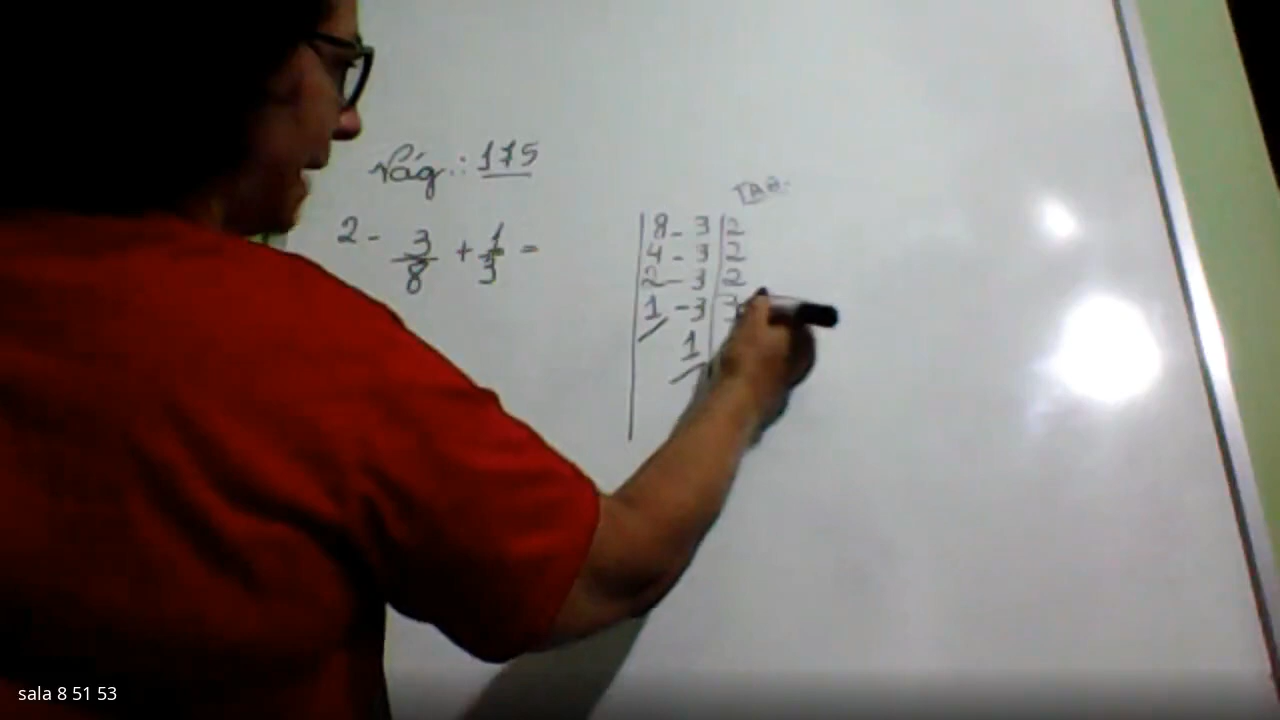 Pág.: 175
2 - 3/8 + 1/3 =
TAB.
8 - 3 | 2
4 - 3 | 2
2 - 3 | 2
1 - 3 | 3
1
sala 8 51 53